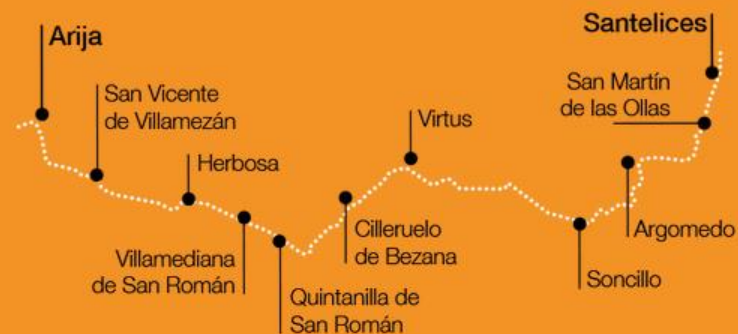 Arija
San Vicente
de Villamezán
Herbosa
Villamediana
de San Román
Quintanilla de
San Román
Cilleruelo
de Bezana
Virtus
Soncillo
Argomedo
San Martín
de las Ollas
Santelices